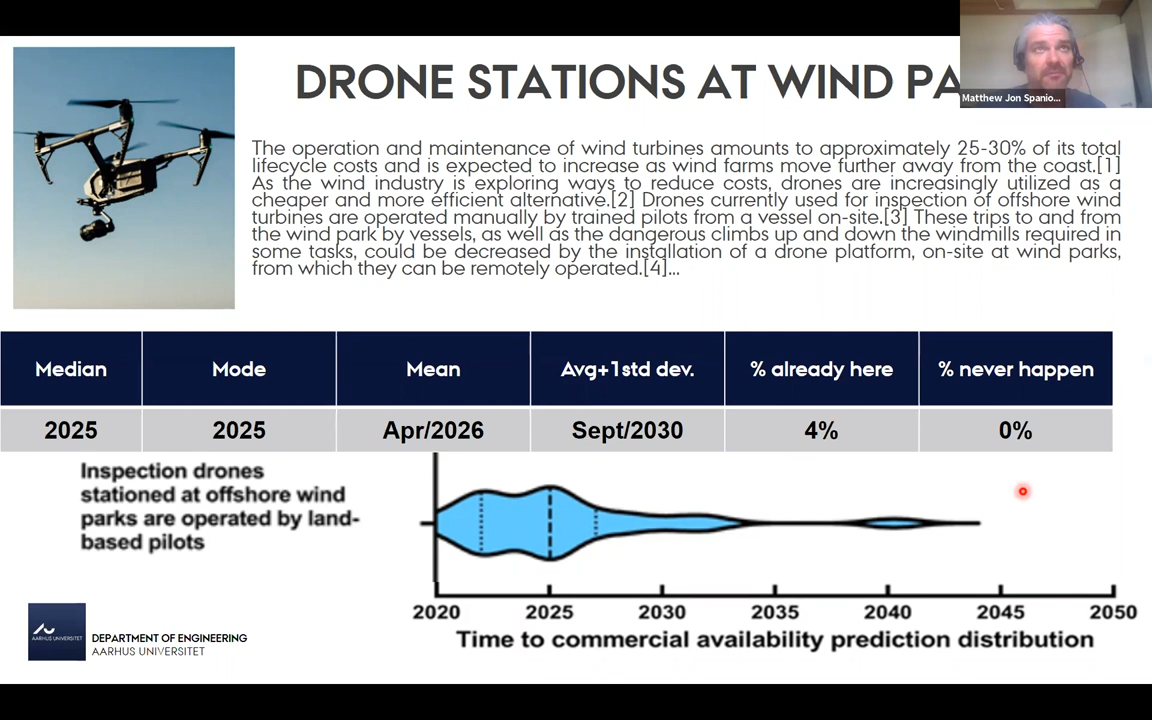 DRONE STATIONS AT WIND PA
Matthew Jon Spanio...
The operation and maintenance of wind turbines amounts to approximately 25-30% of its total
lifecycle costs and is expected to increase as wind farms move further away from the coast.[1]
As the wind industry is exploring ways to reduce costs, drones are increasingly utilized as a
cheaper and more efficient alternative.[2] Drones currently used for inspection of offshore wind
turbines are operated manually by trained pilots from a vessel on-site.[3] These trips to and from
the wind park by vessels, as well as the dangerous climbs up and down the windmills required in
some tasks, could be decreased by the installation of a drone platform, on-site at wind parks,
from which they can be remotely operated.[4]...
Median Mode Mean Avg+1std dev. % already here % never happen
2025 2025 Apr/2026 Sept/2030 4% 0%
Inspection drones
stationed at offshore wind
parks are operated by land-
based pilots
2020 2025 2030 2035 2040 2045 2050
Time to commercial availability prediction distribution
AARHUS UNIVERSITET
DEPARTMENT OF ENGINEERING
AARHUS UNIVERSITET